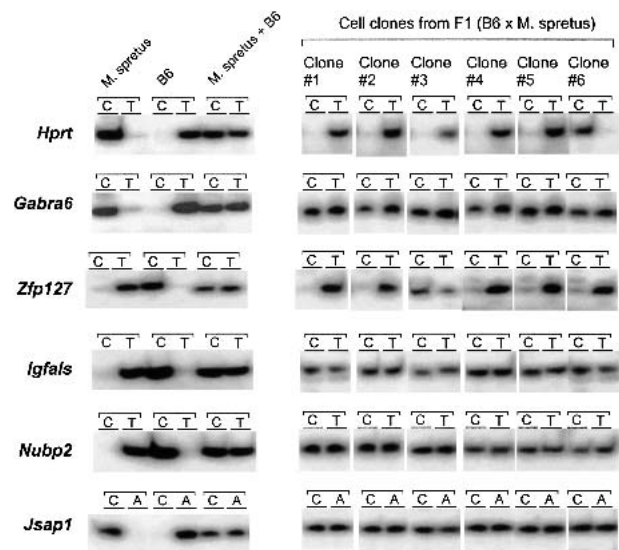 Cell clones from F1 (B6 x M. spretus)
M. spretus B6 M. spretus + B6
Clone #1 Clone #2 Clone #3 Clone #4 Clone #5 Clone #6
Hprt C T C T C T C T C T C T C T C T C T
Gabra6 C T C T C T C T C T C T C T C T C T
Zfp127 C T C T C T C T C T C T C T C T C T
Igfals C T C T C T C T C T C T C T C T C T
Nubp2 C T C T C T C T C T C T C T C T C T
Jsap1 C A C A C A C A C A C A C A C A C A